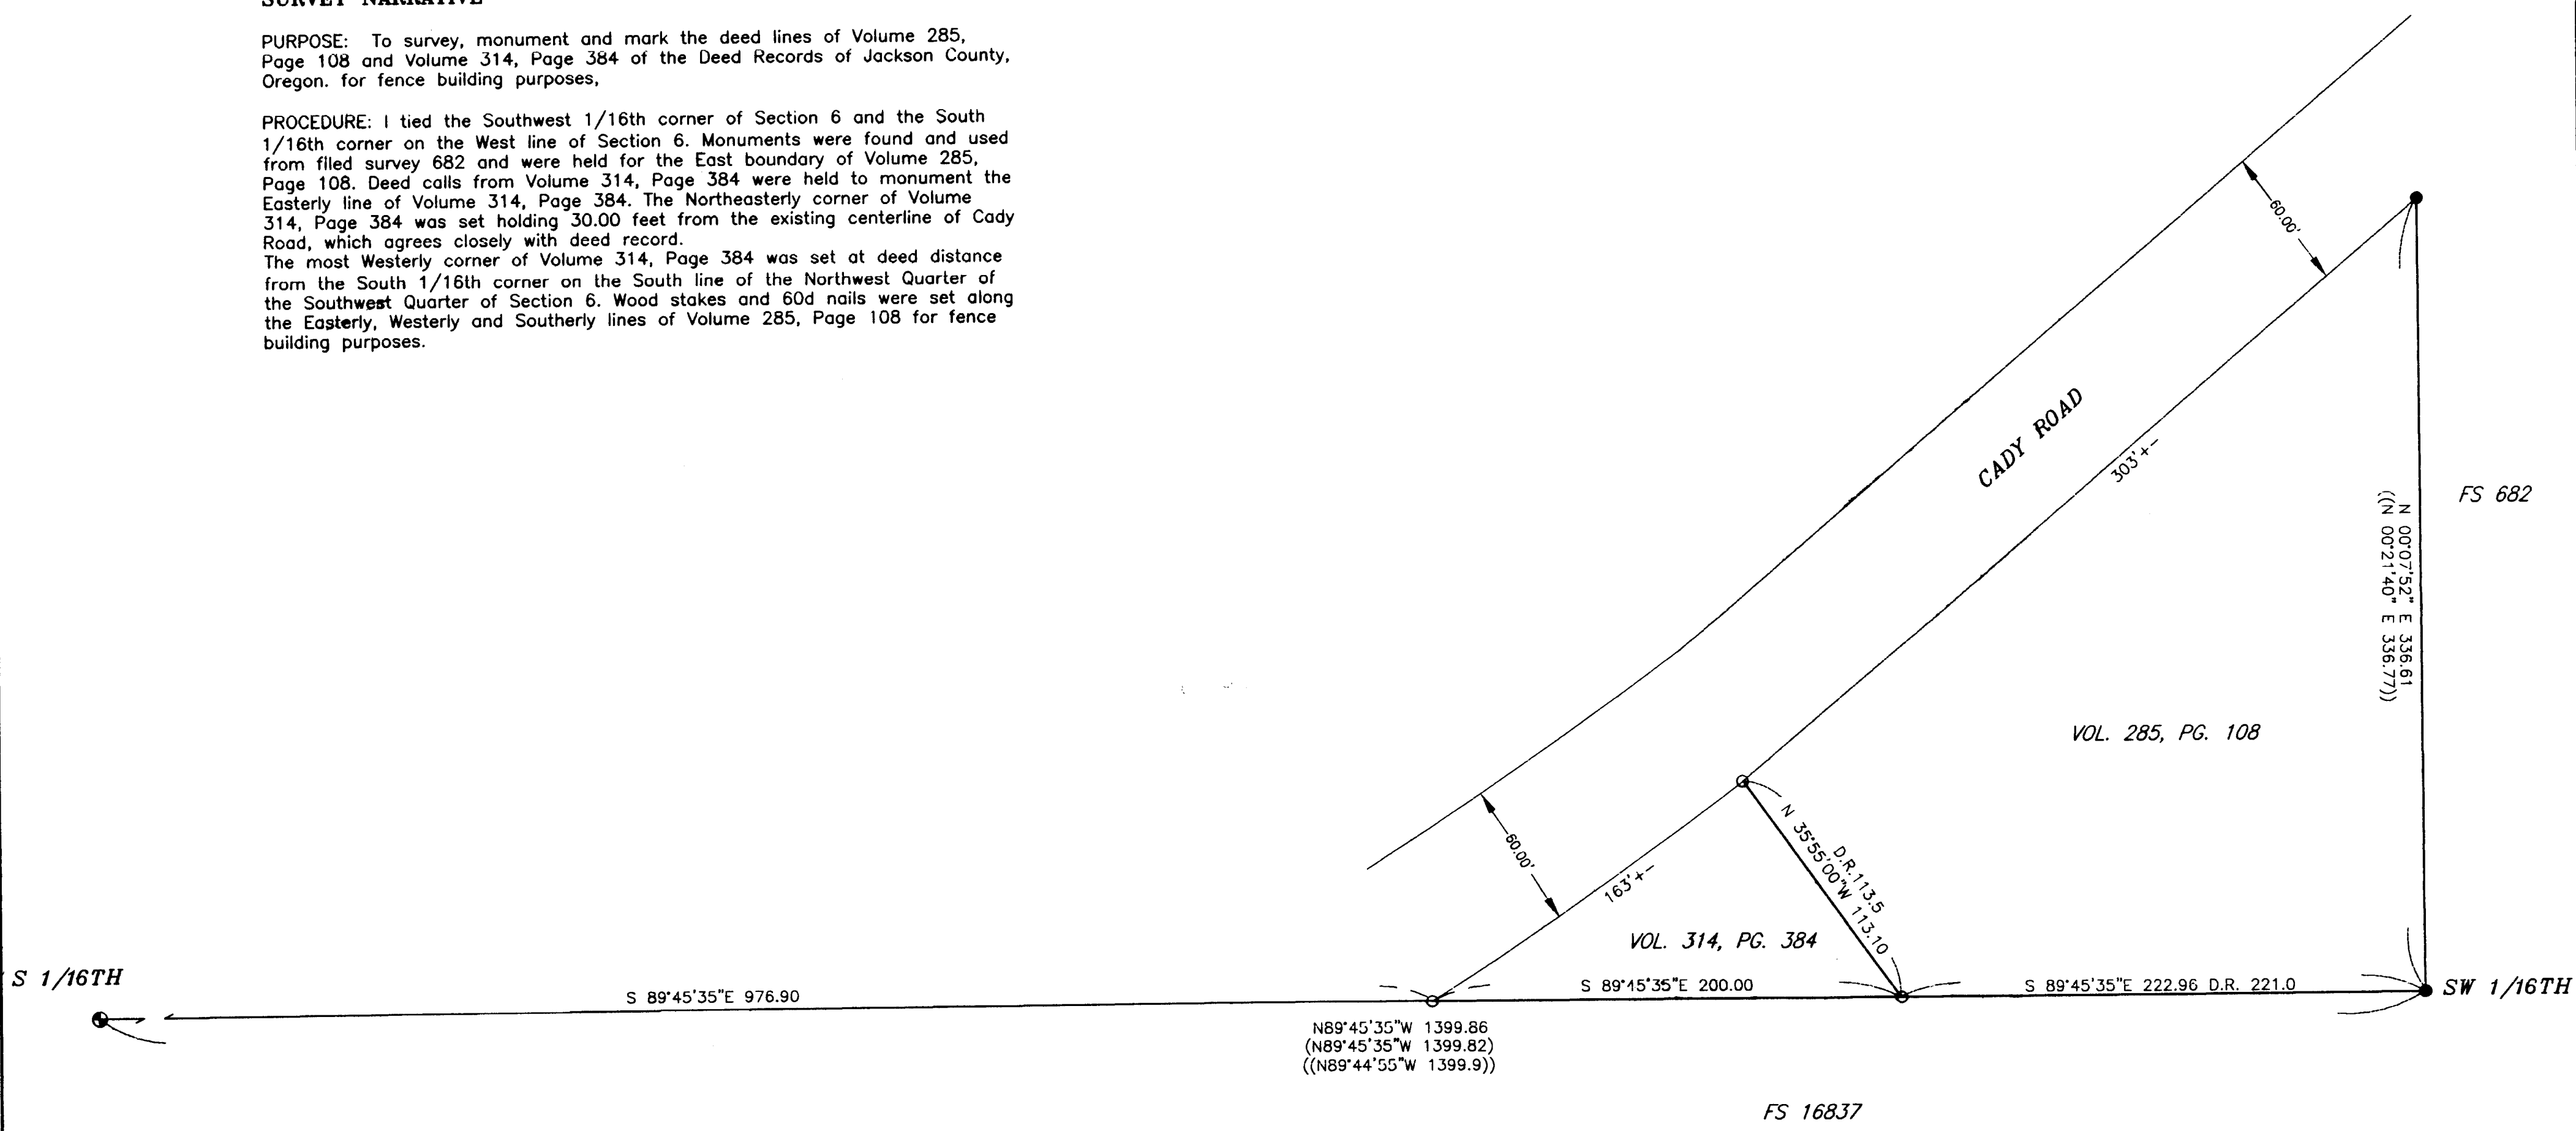 SURVEY NARRATIVE
PURPOSE: To survey, monument and mark the deed lines of Volume 285,
Page 108 and Volume 314, Page 384 of the Deed Records of Jackson County,
Oregon. for fence building purposes,
PROCEDURE: I tied the Southwest 1/16th corner of Section 6 and the South
1/16th corner on the West line of Section 6. Monuments were found and used
from filed survey 682 and were held for the East boundary of Volume 285,
Page 108. Deed calls from Volume 314, Page 384 were held to monument the
Easterly line of Volume 314, Page 384. The Northeasterly corner of Volume
314, Page 384 was set holding 30.00 feet from the existing centerline of Cady
Road, which agrees closely with deed record.
The most Westerly corner of Volume 314, Page 384 was set at deed distance
from the South 1/16th corner on the South line of the Northwest Quarter of
the Southwest Quarter of Section 6. Wood stakes and 60d nails were set along
the Easterly, Westerly and Southerly lines of Volume 285, Page 108 for fence
building purposes.
60.00'
CADY ROAD
303'+-
FS 682
N 00°07'52" E 336.61
((N 00°21'40" E 336.77))
VOL. 285, PG. 108
60.00'
163'+-
D.R.113.5
N 35°55'00"W 113.10
VOL. 314, PG. 384
S 1/16TH
S 89°45'35"E 976.90
S 89°45'35"E 200.00
S 89°45'35"E 222.96 D.R. 221.0
SW 1/16TH
N89°45'35"W 1399.86
(N89°45'35"W 1399.82)
((N89°44'55"W 1399.9))
FS 16837